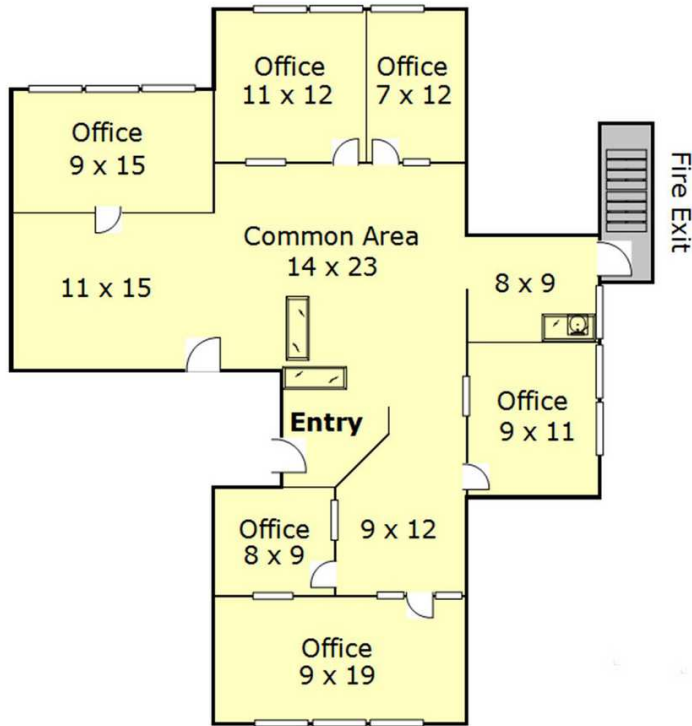 Office
11 x 12
Office
7 x 12
Office
9 x 15
Fire Exit
Common Area
14 x 23
11 x 15
8 x 9
Entry
Office
9 x 11
Office
8 x 9
9 x 12
Office
9 x 19